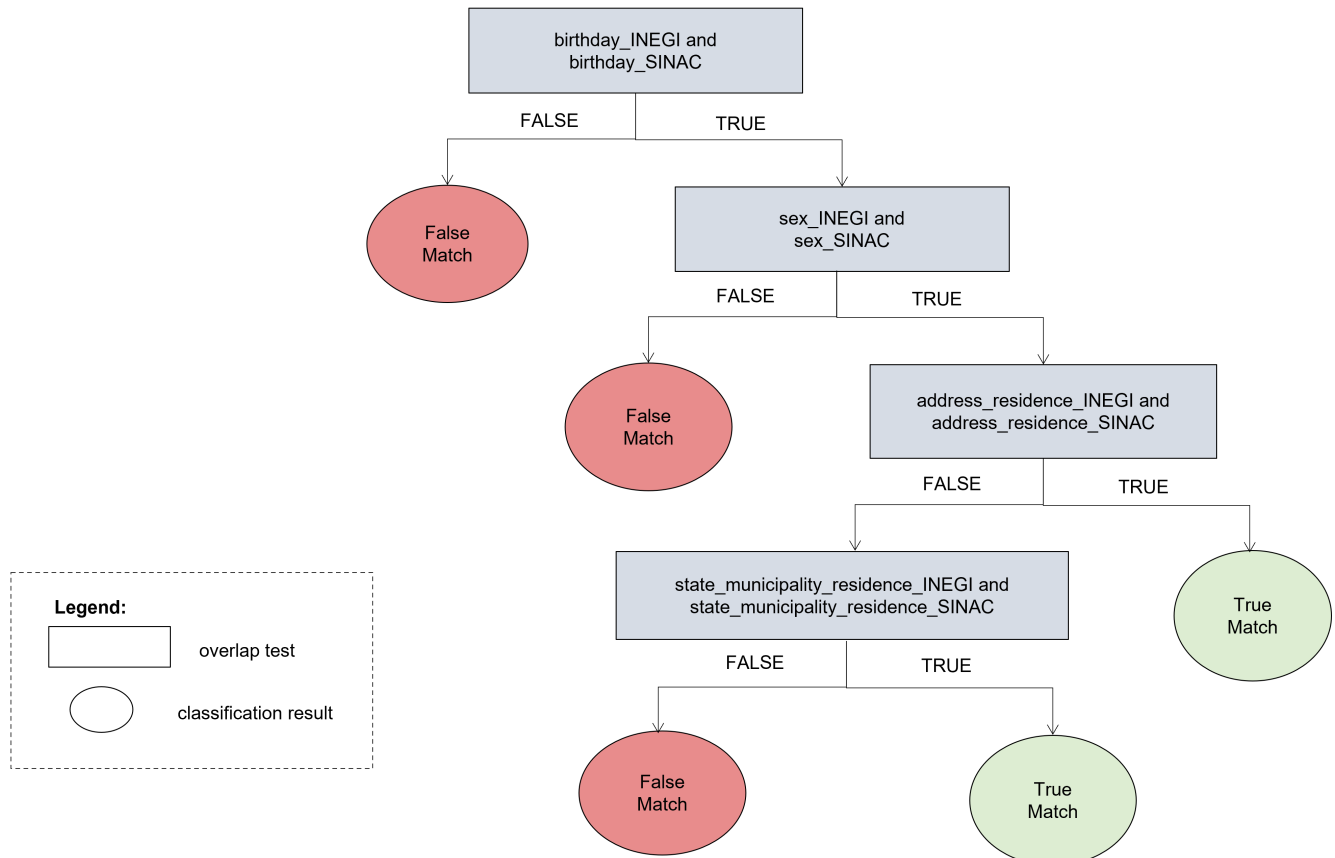 birthday_INEGI and
birthday_SINAC
FALSE
TRUE
False
Match
sex_INEGI and
sex_SINAC
FALSE
TRUE
False
Match
address_residence_INEGI and
address_residence_SINAC
FALSE
TRUE
state_municipality_residence_INEGI and
state_municipality_residence_SINAC
True
Match
FALSE
TRUE
False
Match
True
Match
Legend:
overlap test
classification result